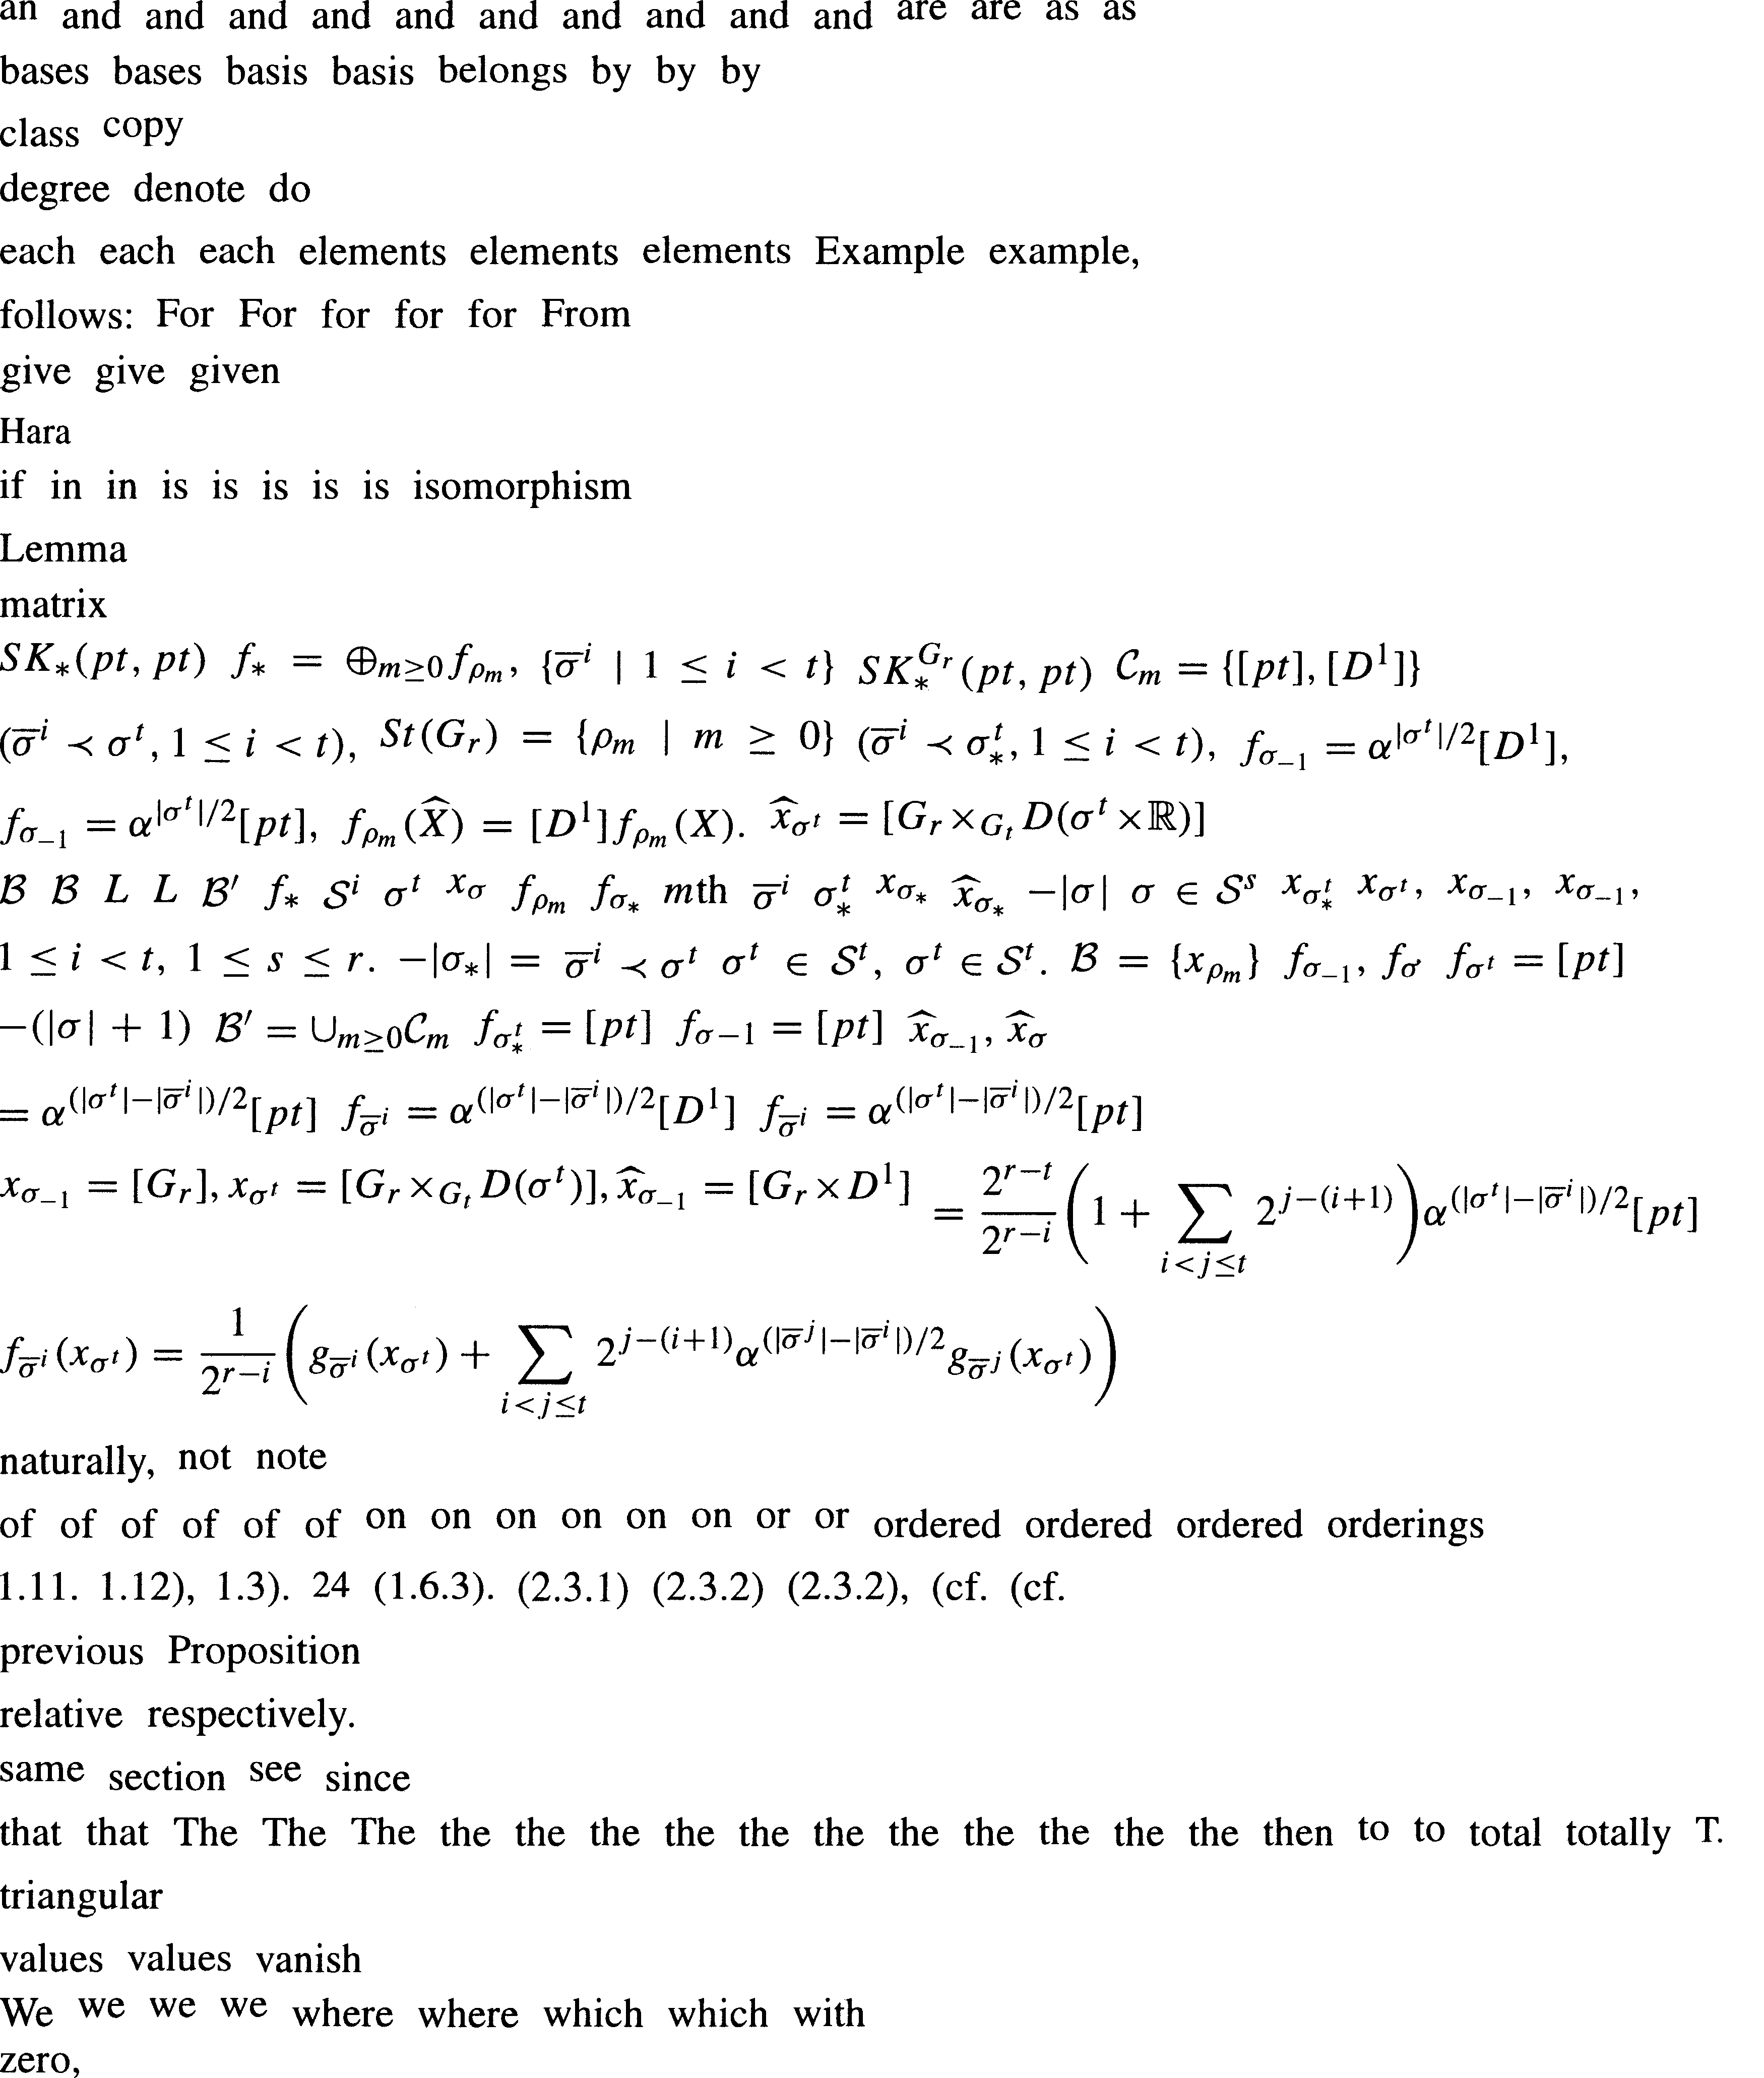 an and and and and and and and and and and are are as as
bases bases basis basis belongs by by by
class copy
degree denote do
each each each elements elements elements Example example,
follows: For For for for for From
give give given
Hara
if in in is is is is is isomorphism
Lemma
matrix
$SK_*(pt, pt)$ $f_* = \oplus_{m \geq 0} f_{\rho_m}$, $\{\overline{\sigma}^i \mid 1 \leq i < t\}$ $SK_*^{G_r}(pt, pt)$ $\mathcal{C}_m = \{[pt], [D^1]\}$
$(\overline{\sigma}^i \prec \sigma^t, 1 \leq i < t)$, $St(G_r) = \{\rho_m \mid m \geq 0\}$ $(\overline{\sigma}^i \prec \sigma_*^t, 1 \leq i < t)$, $f_{\sigma_{-1}} = \alpha^{|\sigma^t|/2}[D^1]$,
$f_{\sigma_{-1}} = \alpha^{|\sigma^t|/2}[pt]$, $f_{\rho_m}(\widehat{X}) = [D^1] f_{\rho_m}(X)$. $\widehat{x}_{\sigma^t} = [G_r \times_{G_t} D(\sigma^t \times \mathbb{R})]$
$\mathcal{B}$ $\mathcal{B}$ $L$ $L$ $\mathcal{B}'$ $f_*$ $\mathcal{S}^i$ $\sigma^t$ $x_\sigma$ $f_{\rho_m}$ $f_{\sigma_*}$ $m$th $\overline{\sigma}^i$ $\sigma_*^t$ $x_{\sigma_*}$ $\widehat{x}_{\sigma_*}$ $-|\sigma|$ $\sigma \in \mathcal{S}^s$ $x_{\sigma_*^t}$ $x_{\sigma^t}$, $x_{\sigma_{-1}}$, $x_{\sigma_{-1}}$,
$1 \leq i < t$, $1 \leq s \leq r$. $-|\sigma_*| =$ $\overline{\sigma}^i \prec \sigma^t$ $\sigma^t \in \mathcal{S}^t$, $\sigma^t \in \mathcal{S}^t$. $\mathcal{B} = \{x_{\rho_m}\}$ $f_{\sigma_{-1}}$, $f_\sigma$ $f_{\sigma^t} = [pt]$
$-(|\sigma| + 1)$ $\mathcal{B}' = \cup_{m \geq 0} \mathcal{C}_m$ $f_{\sigma_*^t} = [pt]$ $f_{\sigma-1} = [pt]$ $\widehat{x}_{\sigma_{-1}}$, $\widehat{x}_\sigma$
$= \alpha^{(|\sigma^t| - |\overline{\sigma}^i|)/2}[pt]$ $f_{\overline{\sigma}^i} = \alpha^{(|\sigma^t| - |\overline{\sigma}^i|)/2}[D^1]$ $f_{\overline{\sigma}^i} = \alpha^{(|\sigma^t| - |\overline{\sigma}^i|)/2}[pt]$
$x_{\sigma_{-1}} = [G_r], x_{\sigma^t} = [G_r \times_{G_t} D(\sigma^t)], \widehat{x}_{\sigma_{-1}} = [G_r \times D^1]$ $= \frac{2^{r-t}}{2^{r-i}} \left( 1 + \sum_{i<j\leq t} 2^{j-(i+1)} \right) \alpha^{(|\sigma^t| - |\overline{\sigma}^i|)/2}[pt]$
$f_{\overline{\sigma}^i}(x_{\sigma^t}) = \frac{1}{2^{r-i}} \left( g_{\overline{\sigma}^i}(x_{\sigma^t}) + \sum_{i<j\leq t} 2^{j-(i+1)} \alpha^{(|\overline{\sigma}^j| - |\overline{\sigma}^i|)/2} g_{\overline{\sigma}^j}(x_{\sigma^t}) \right)$
naturally, not note
of of of of of of on on on on on on or or ordered ordered ordered orderings
1.11. 1.12), 1.3). 24 (1.6.3). (2.3.1) (2.3.2) (2.3.2), (cf. (cf.
previous Proposition
relative respectively.
same section see since
that that The The The the the the the the the the the the the the then to to total totally T.
triangular
values values vanish
We we we we where where which which with
zero,